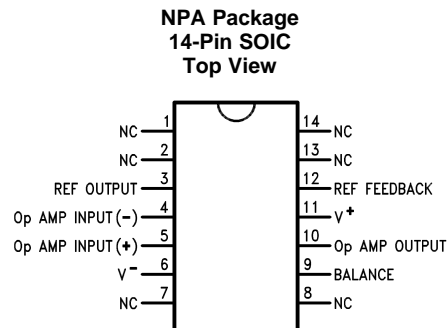 NPA Package
14-Pin SOIC
Top View
NC 1
14 NC
NC 2
13 NC
REF OUTPUT 3
12 REF FEEDBACK
Op AMP INPUT(-) 4
11 V+
Op AMP INPUT(+) 5
10 Op AMP OUTPUT
V- 6
9 BALANCE
NC 7
8 NC